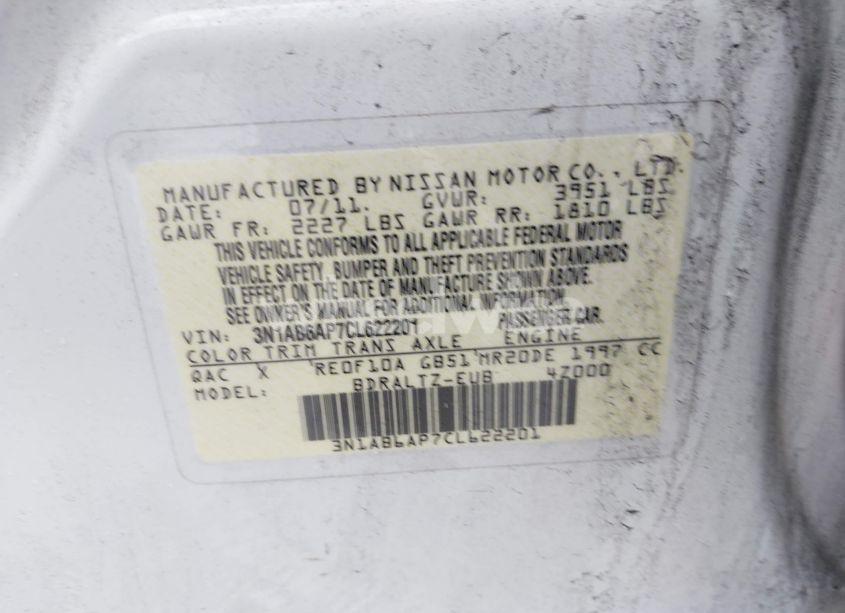 MANUFACTURED BY NISSAN MOTOR CO., LTD.
DATE: 07/11. GVWR: 3951 LBS
GAWR FR: 2227 LBS GAWR RR: 1810 LBS
THIS VEHICLE CONFORMS TO ALL APPLICABLE FEDERAL MOTOR
VEHICLE SAFETY, BUMPER AND THEFT PREVENTION STANDARDS
IN EFFECT ON THE DATE OF MANUFACTURE SHOWN ABOVE.
SEE OWNER'S MANUAL FOR ADDITIONAL INFORMATION.
VIN: 3N1AB6AP7CL622201 PASSENGER CAR.
COLOR TRIM TRANS AXLE ENGINE
QAC X RE0F10A GB51 MR20DE 1997 CC
MODEL: BDRALTZ-EUB 4Z000
3N1AB6AP7CL622201